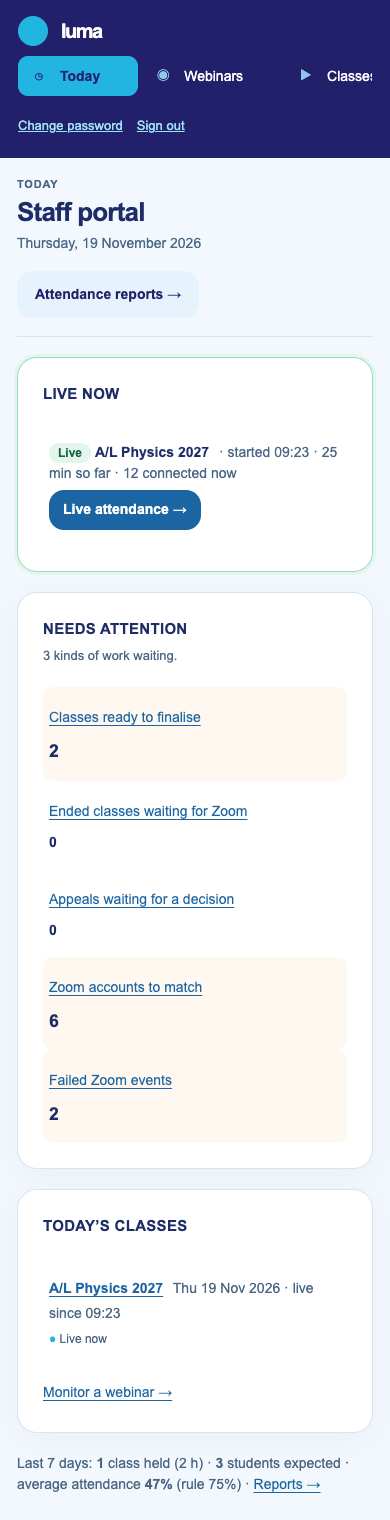 luma
Today
Webinars
Classes
Change password Sign out
TODAY
Staff portal
Thursday, 19 November 2026
Attendance reports →
LIVE NOW
Live A/L Physics 2027 · started 09:23 · 25
min so far · 12 connected now
Live attendance →
NEEDS ATTENTION
3 kinds of work waiting.
Classes ready to finalise
2
Ended classes waiting for Zoom
0
Appeals waiting for a decision
0
Zoom accounts to match
6
Failed Zoom events
2
TODAY’S CLASSES
A/L Physics 2027 Thu 19 Nov 2026 · live
since 09:23
● Live now
Monitor a webinar →
Last 7 days: 1 class held (2 h) · 3 students expected ·
average attendance 47% (rule 75%) · Reports →